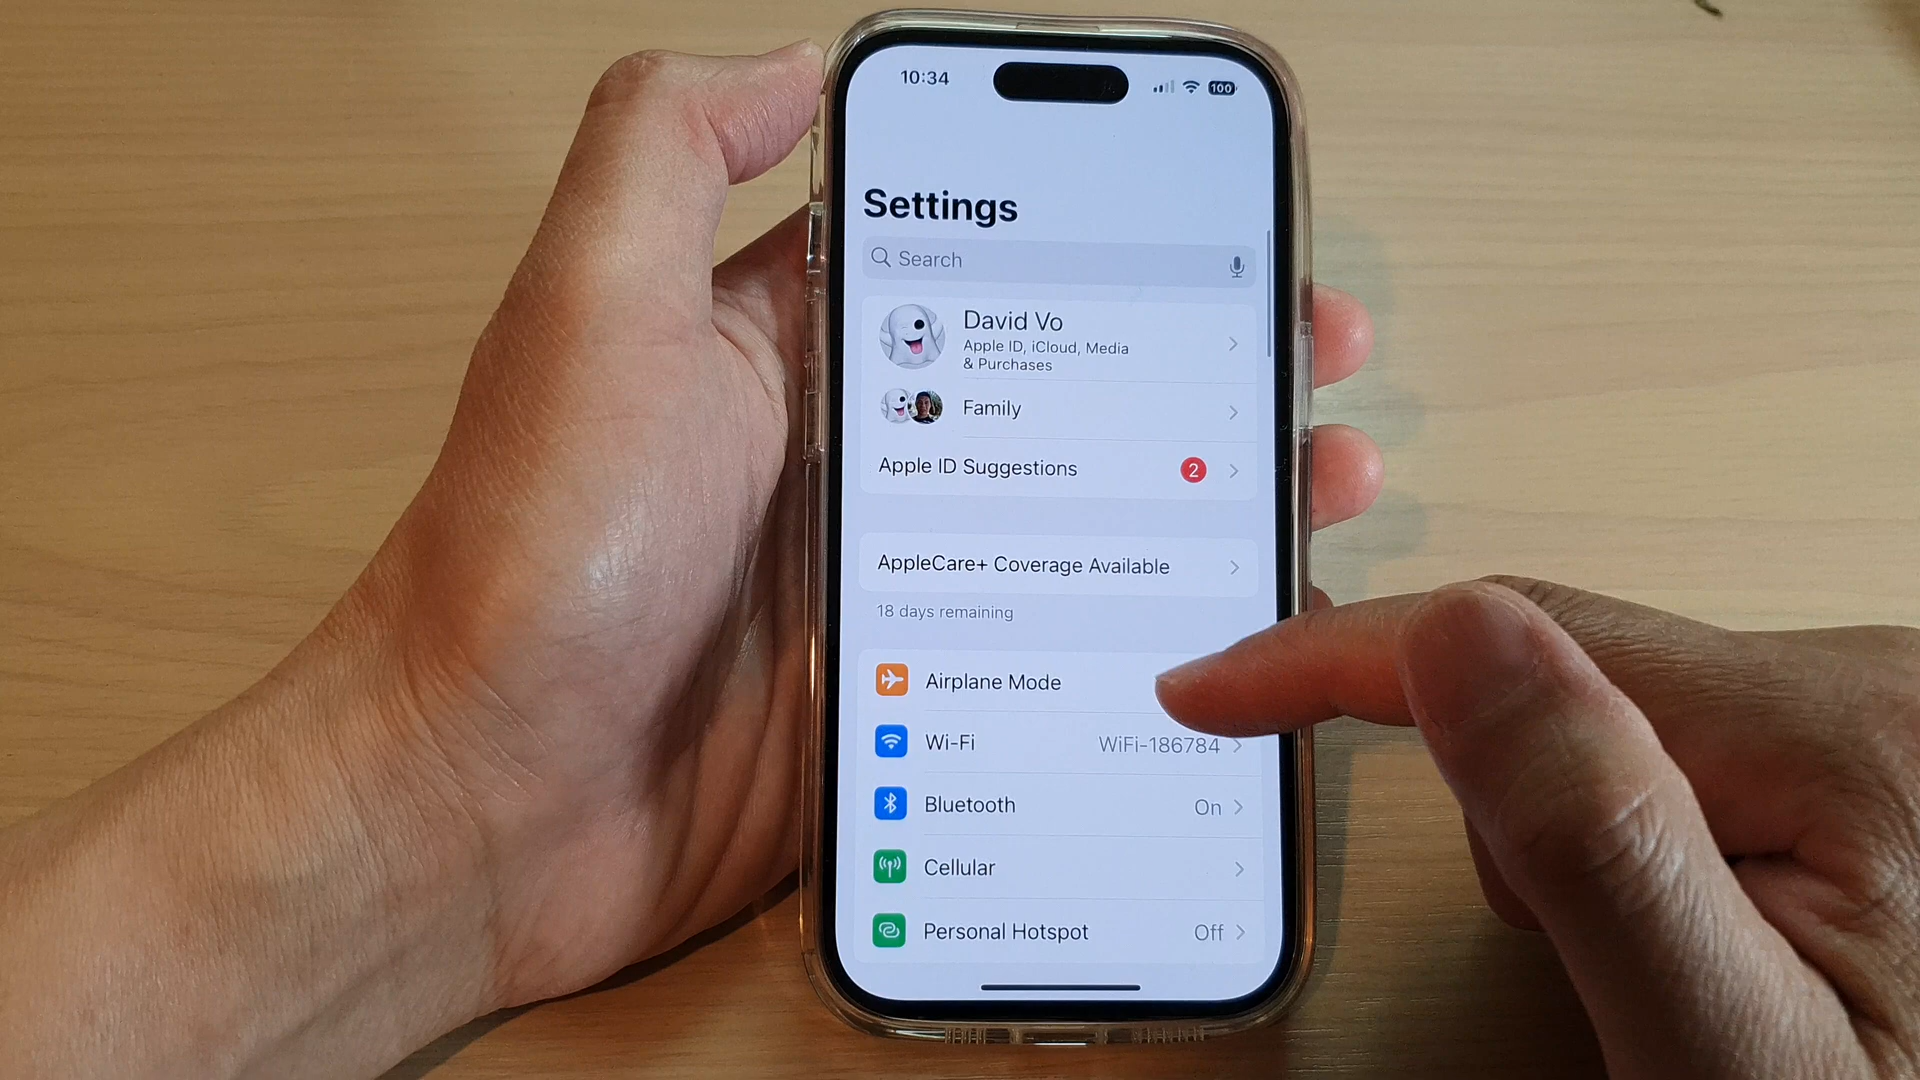 10:34
100
Settings
Search
David Vo
Apple ID, iCloud, Media
& Purchases
Family
Apple ID Suggestions 2
AppleCare+ Coverage Available
18 days remaining
Airplane Mode
Wi-Fi WiFi-186784
Bluetooth On
Cellular
Personal Hotspot Off